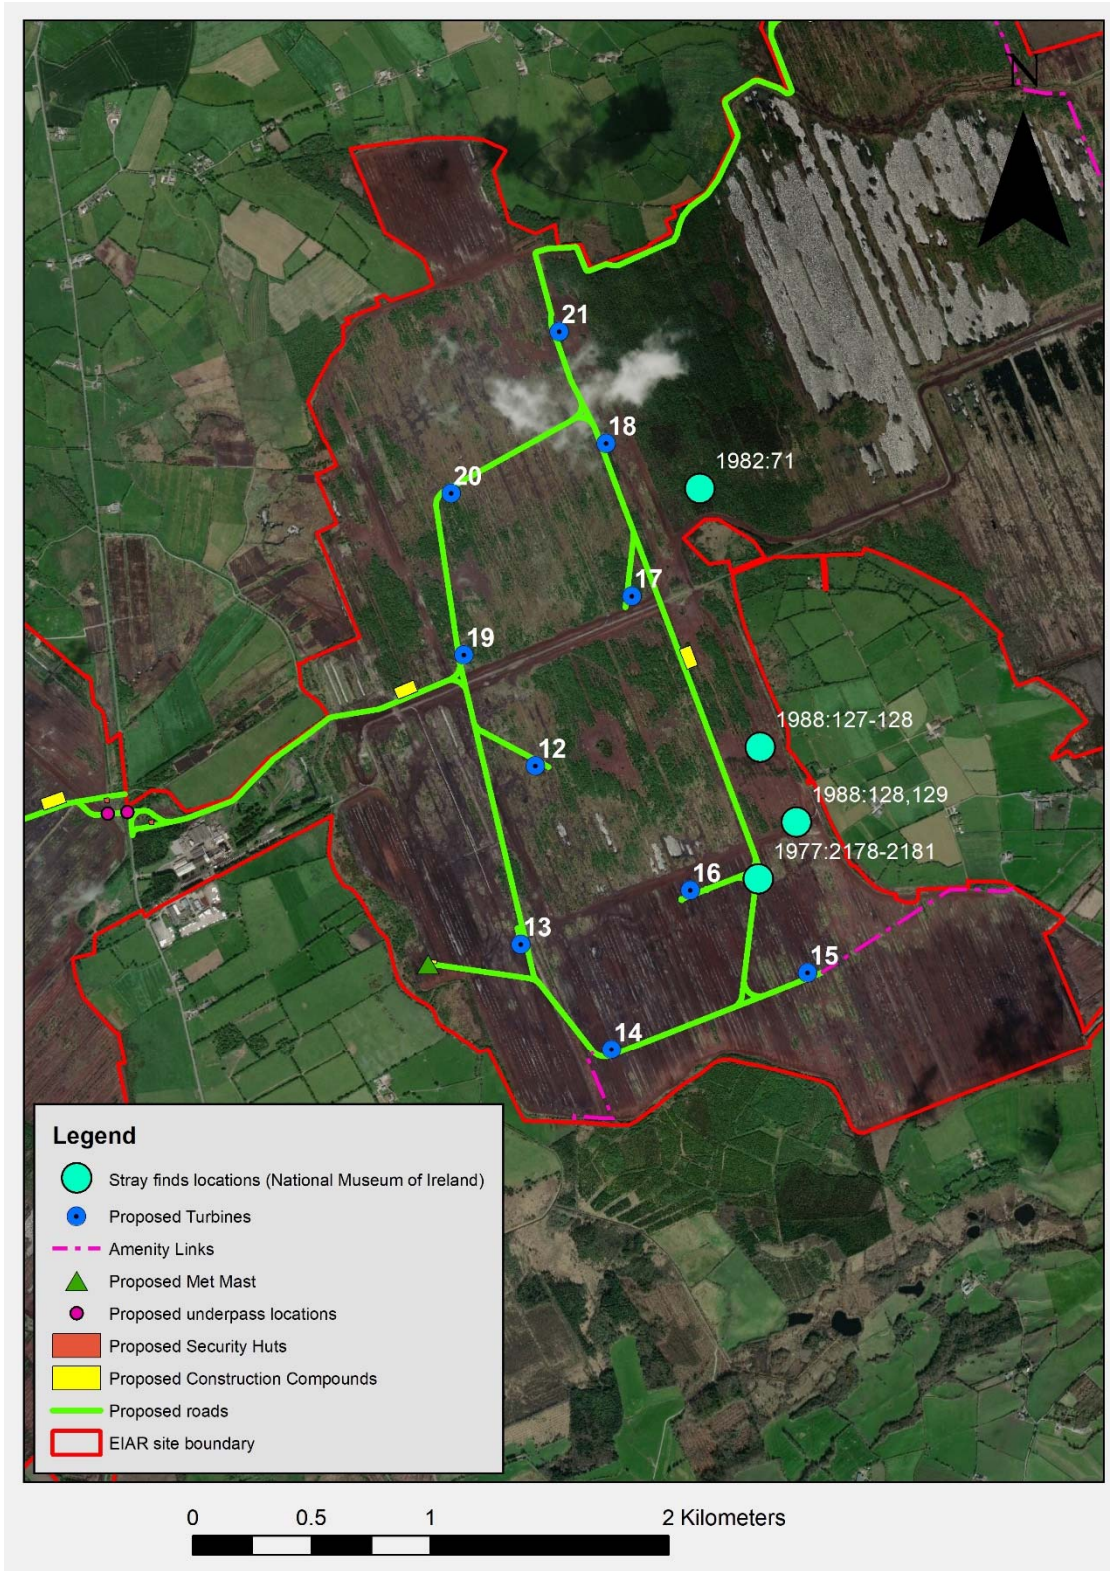 N
21
18
1982:71
20
17
19
1988:127-128
12
1988:128,129
1977:2178-2181
16
13
15
14
Legend
Stray finds locations (National Museum of Ireland)
Proposed Turbines
Amenity Links
Proposed Met Mast
Proposed underpass locations
Proposed Security Huts
Proposed Construction Compounds
Proposed roads
EIAR site boundary
0 0.5 1 2 Kilometers